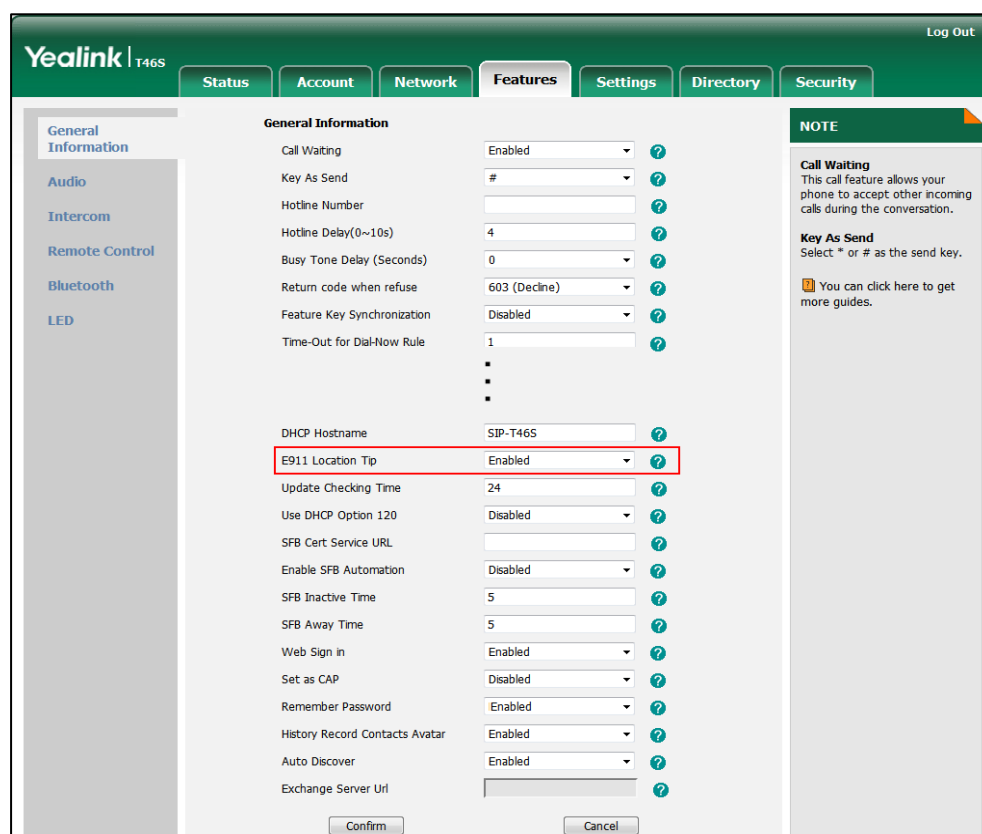 Log Out
Yealink T46S
Status Account Network Features Settings Directory Security
General Information
Audio
Intercom
Remote Control
Bluetooth
LED
General Information
Call Waiting Enabled ?
Key As Send # ?
Hotline Number ?
Hotline Delay(0~10s) 4 ?
Busy Tone Delay (Seconds) 0 ?
Return code when refuse 603 (Decline) ?
Feature Key Synchronization Disabled ?
Time-Out for Dial-Now Rule 1 ?
DHCP Hostname SIP-T46S ?
E911 Location Tip Enabled ?
Update Checking Time 24 ?
Use DHCP Option 120 Disabled ?
SFB Cert Service URL ?
Enable SFB Automation Disabled ?
SFB Inactive Time 5 ?
SFB Away Time 5 ?
Web Sign in Enabled ?
Set as CAP Disabled ?
Remember Password Enabled ?
History Record Contacts Avatar Enabled ?
Auto Discover Enabled ?
Exchange Server Url ?
Confirm Cancel
NOTE
Call Waiting
This call feature allows your
phone to accept other incoming
calls during the conversation.
Key As Send
Select * or # as the send key.
? You can click here to get
more guides.